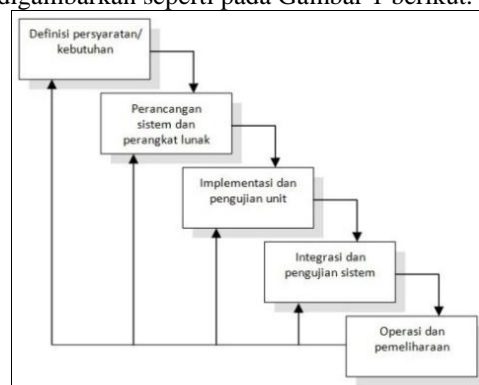 digambarkan seperti pada Gambar 1 berikut.
Definisi persyaratan/
kebutuhan
Perancangan
sistem dan
perangkat lunak
Implementasi dan
pengujian unit
Integrasi dan
pengujian sistem
Operasi dan
pemeliharaan